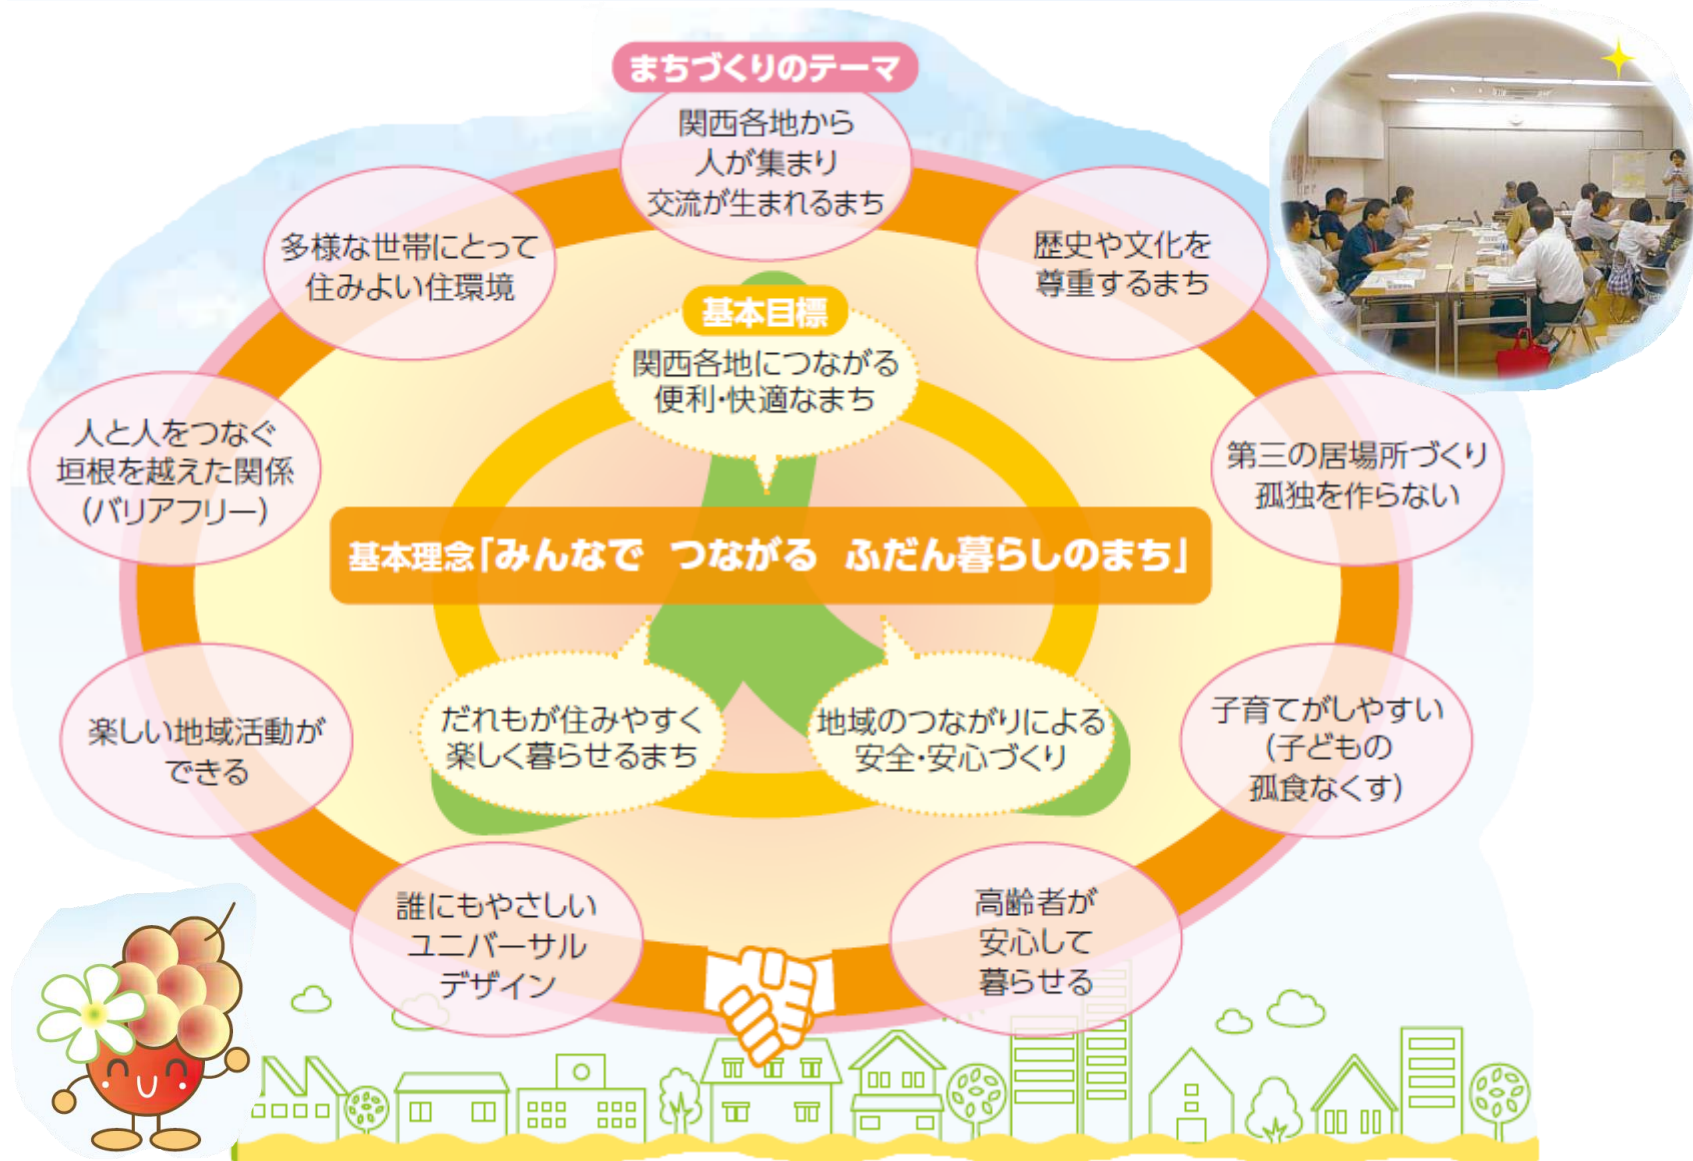 まちづくりのテーマ
関西各地から
人が集まり
交流が生まれるまち
多様な世帯にとって
住みよい住環境
歴史や文化を
尊重するまち
基本目標
関西各地につながる
便利・快適なまち
人と人をつなぐ
垣根を越えた関係
(バリアフリー)
第三の居場所づくり
孤独を作らない
基本理念「みんなで つながる ふだん暮らしのまち」
だれもが住みやすく
楽しく暮らせるまち
地域のつながりによる
安全・安心づくり
楽しい地域活動が
できる
子育てがしやすい
(子どもの
孤食なくす)
誰にもやさしい
ユニバーサル
デザイン
高齢者が
安心して
暮らせる